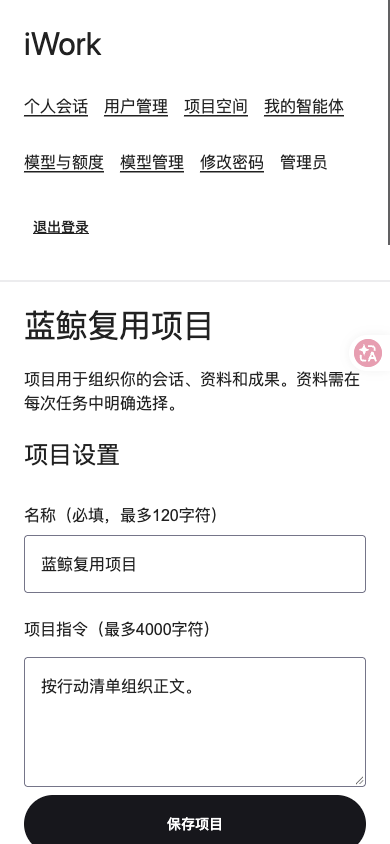 iWork
个人会话 用户管理 项目空间 我的智能体
模型与额度 模型管理 修改密码 管理员
退出登录
蓝鲸复用项目
项目用于组织你的会话、资料和成果。资料需在
每次任务中明确选择。
项目设置
名称（必填，最多120字符）
蓝鲸复用项目
项目指令（最多4000字符）
按行动清单组织正文。
保存项目